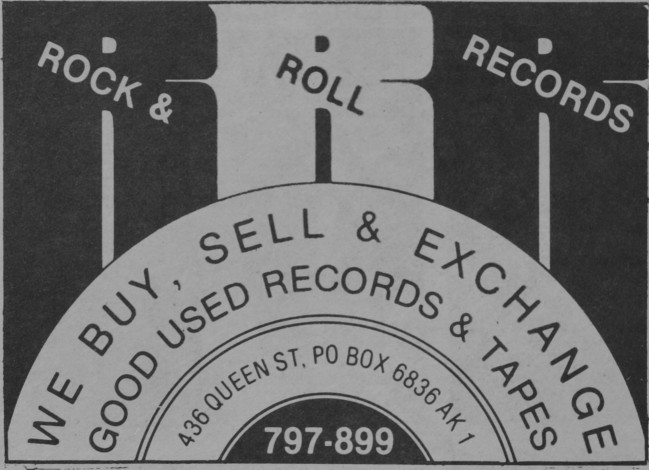 ROCK & ROLL RECORDS
WE BUY, SELL & EXCHANGE
GOOD USED RECORDS & TAPES
436 QUEEN ST, PO BOX 6836 AK 1
797-899